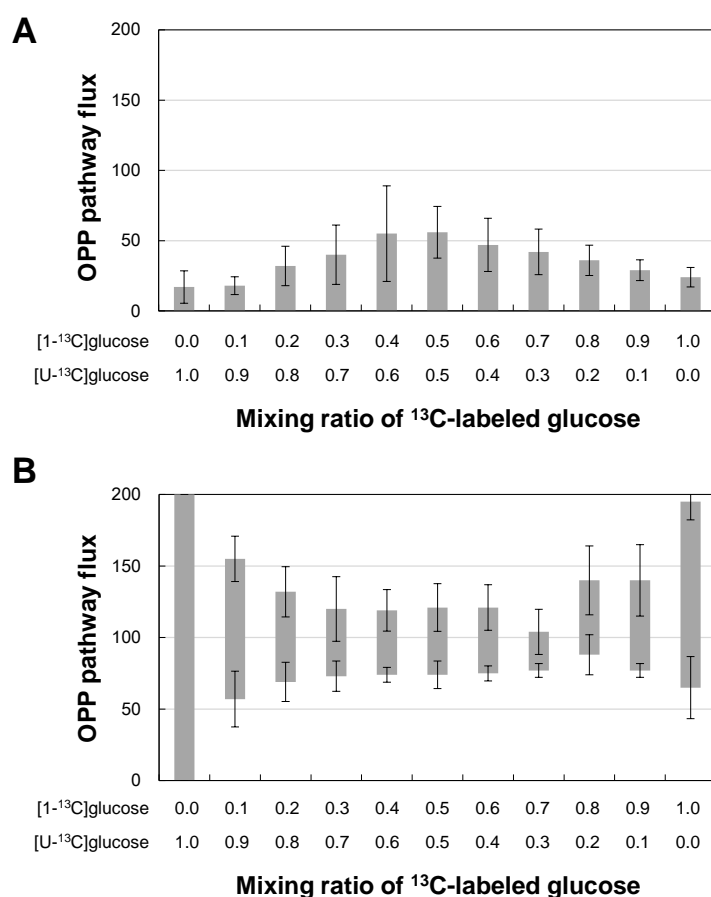 A
OPP pathway flux
200
150
100
50
0
[1-¹³C]glucose 0.0 0.1 0.2 0.3 0.4 0.5 0.6 0.7 0.8 0.9 1.0
[U-¹³C]glucose 1.0 0.9 0.8 0.7 0.6 0.5 0.4 0.3 0.2 0.1 0.0
Mixing ratio of ¹³C-labeled glucose
B
OPP pathway flux
200
150
100
50
0
[1-¹³C]glucose 0.0 0.1 0.2 0.3 0.4 0.5 0.6 0.7 0.8 0.9 1.0
[U-¹³C]glucose 1.0 0.9 0.8 0.7 0.6 0.5 0.4 0.3 0.2 0.1 0.0
Mixing ratio of ¹³C-labeled glucose